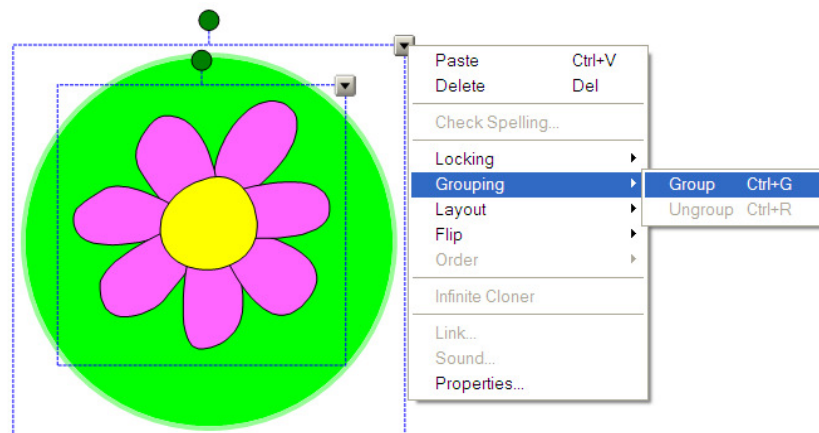 Paste Ctrl+V
Delete Del
Check Spelling...
Locking
Grouping
Group Ctrl+G
Layout
Ungroup Ctrl+R
Flip
Order
Infinite Cloner
Link...
Sound...
Properties...